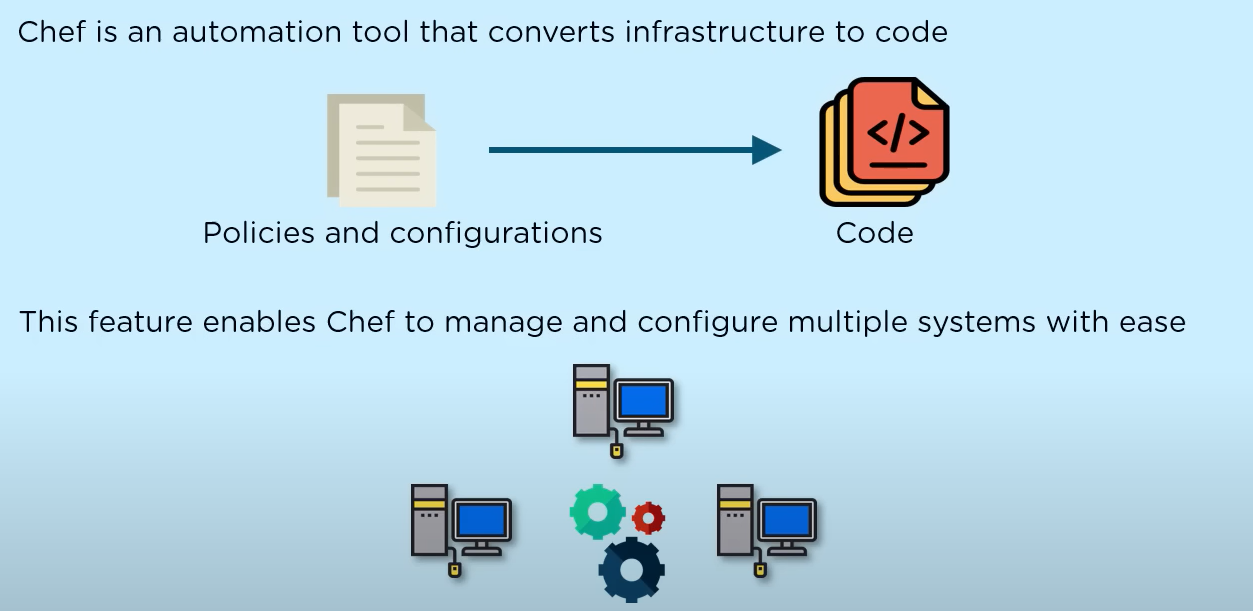 Chef is an automation tool that converts infrastructure to code
</>
Policies and configurations
Code
This feature enables Chef to manage and configure multiple systems with ease